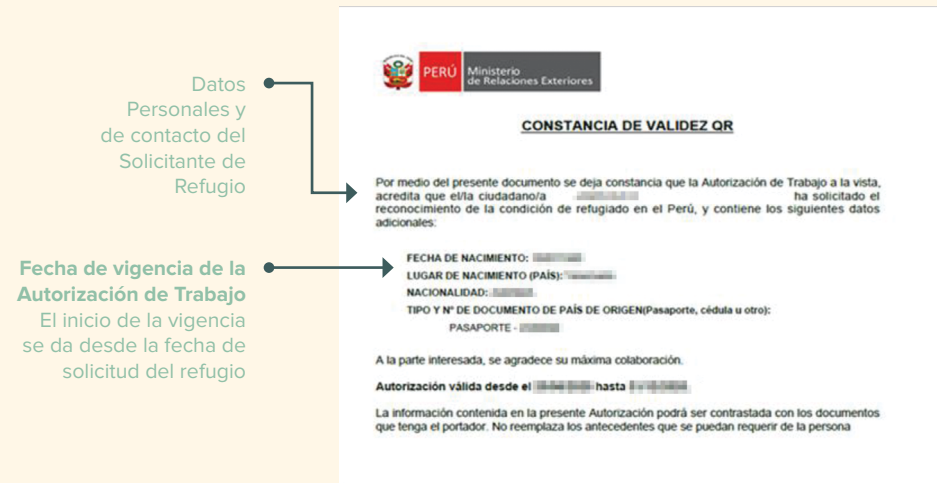 Datos
Personales y
de contacto del
Solicitante de
Refugio
Fecha de vigencia de la
Autorización de Trabajo
El inicio de la vigencia
se da desde la fecha de
solicitud del refugio
PERÚ
Ministerio
de Relaciones Exteriores
CONSTANCIA DE VALIDEZ QR
Por medio del presente documento se deja constancia que la Autorización de Trabajo a la vista,
acredita que el/la ciudadano/a ha solicitado el
reconocimiento de la condición de refugiado en el Perú, y contiene los siguientes datos
adicionales:
FECHA DE NACIMIENTO:
LUGAR DE NACIMIENTO (PAÍS):
NACIONALIDAD:
TIPO Y Nº DE DOCUMENTO DE PAÍS DE ORIGEN(Pasaporte, cédula u otro):
PASAPORTE -
A la parte interesada, se agradece su máxima colaboración.
Autorización válida desde el hasta
La información contenida en la presente Autorización podrá ser contrastada con los documentos
que tenga el portador. No reemplaza los antecedentes que se puedan requerir de la persona